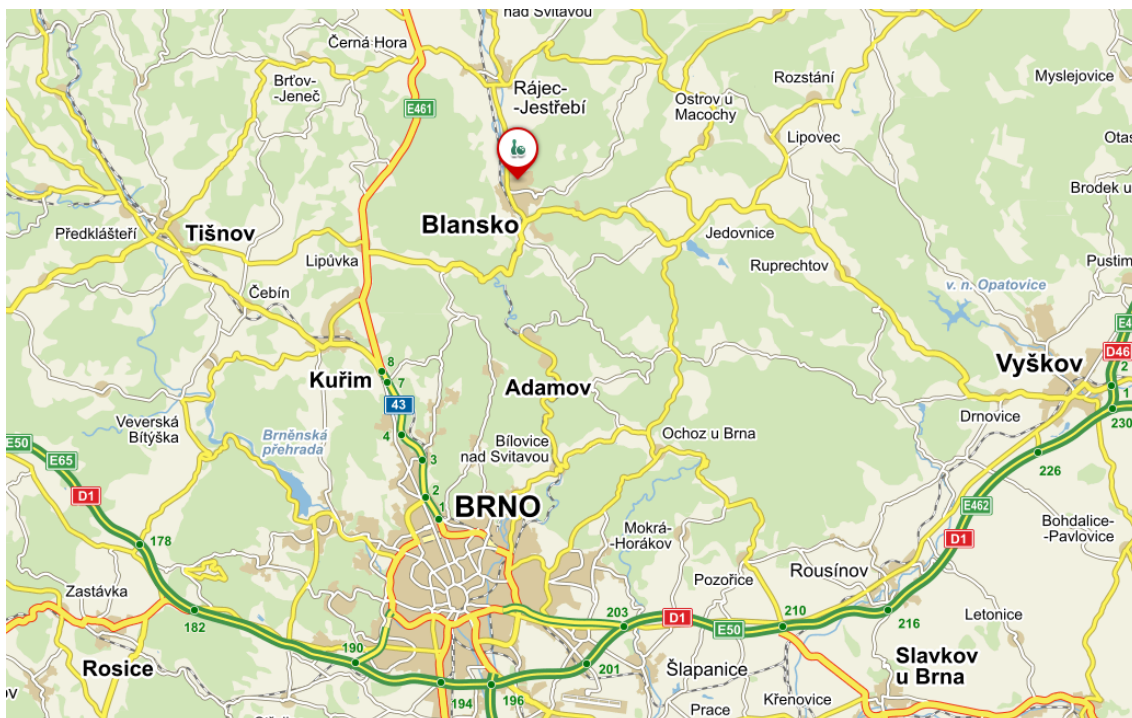 nad Svitavou
Černá Hora
Rozstání
Myslejovice
Brťov-
-Jeneč
Rájec-
-Jestřebí
E461
Ostrov u
Macochy
Lipovec
Otas
Brodek u
Předklášteří
Tišnov
Blansko
Jedovnice
Lipůvka
Ruprechtov
Pustim
Čebín
v. n. Opatovice
E4
D46
Vyškov
8
7
Kuřim
Adamov
2
1
43
Drnovice
230
Veverská
Bítýška
Brněnská
přehrada
4
Bílovice
nad Svitavou
Ochoz u Brna
E50
E65
3
226
D1
2
1
BRNO
E462
Mokrá-
-Horákov
Bohdalice-
-Pavlovice
178
D1
Pozořice
Rousínov
Zastávka
182
203
D1
E50
210
216
Letonice
190
Rosice
201
Šlapanice
Slavkov
u Brna
194
196
Křenovice
ov
Prace